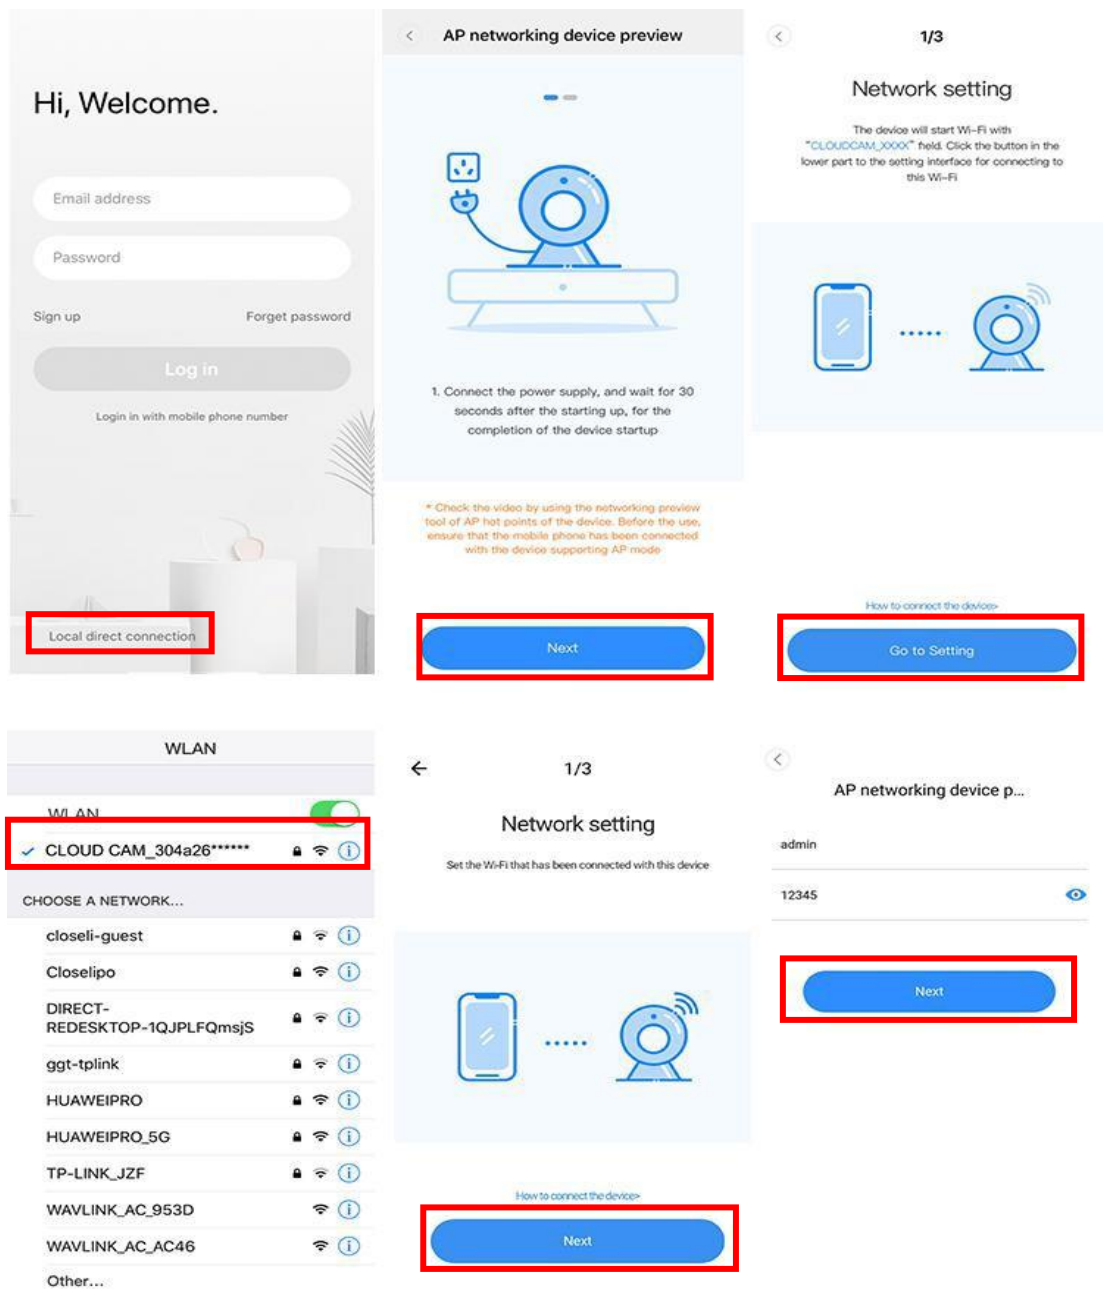 Hi, Welcome.
Email address
Password
Sign up
Forget password
Log in
Login in with mobile phone number
Local direct connection
AP networking device preview
1. Connect the power supply, and wait for 30
seconds after the starting up, for the
completion of the device startup
* Check the video by using the networking preview
tool of AP hot points of the device. Before the use,
ensure that the mobile phone has been connected
with the device supporting AP mode
Next
1/3
Network setting
The device will start Wi-Fi with
"CLOUDCAM_XXXX" field. Click the button in the
lower part to the setting interface for connecting to
this Wi-Fi
How to connect the device>
Go to Setting
WLAN
WLAN
CLOUD CAM_304a26******
CHOOSE A NETWORK...
closeli-guest
Closelipo
DIRECT-
REDESKTOP-1QJPLFQmsjS
ggt-tplink
HUAWEIPRO
HUAWEIPRO_5G
TP-LINK_JZF
WAVLINK_AC_953D
WAVLINK_AC_AC46
Other...
1/3
Network setting
Set the Wi-Fi that has been connected with this device
How to connect the device>
Next
AP networking device p...
admin
12345
Next